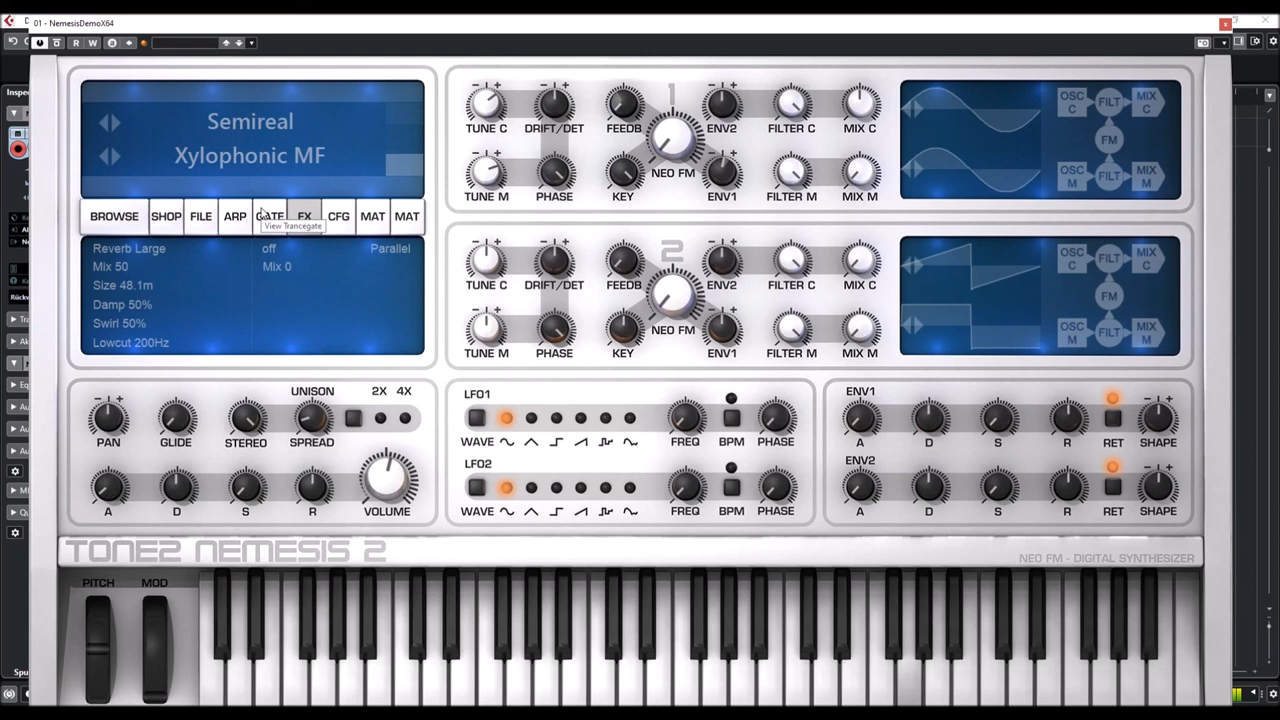 01 - NemesisDemoX64
R W
Inspe
Semireal
Xylophonic MF
BROWSE SHOP FILE ARP GATE FX CFG MAT MAT
View Trancegate
Reverb Large off Parallel
Mix 50 Mix 0
Size 48.1m
Damp 50%
Swirl 50%
Lowcut 200Hz
1
TUNE C DRIFT/DET FEEDB ENV2 FILTER C MIX C
NEO FM
TUNE M PHASE KEY ENV1 FILTER M MIX M
OSC C FILT MIX C
FM
OSC M FILT MIX M
2
TUNE C DRIFT/DET FEEDB ENV2 FILTER C MIX C
NEO FM
TUNE M PHASE KEY ENV1 FILTER M MIX M
OSC C FILT MIX C
FM
OSC M FILT MIX M
UNISON 2X 4X
PAN GLIDE STEREO SPREAD
A D S R VOLUME
LFO1
WAVE FREQ BPM PHASE
LFO2
WAVE FREQ BPM PHASE
ENV1
A D S R RET SHAPE
ENV2
A D S R RET SHAPE
TONE2 NEMESIS 2
NEO FM - DIGITAL SYNTHESIZER
PITCH MOD